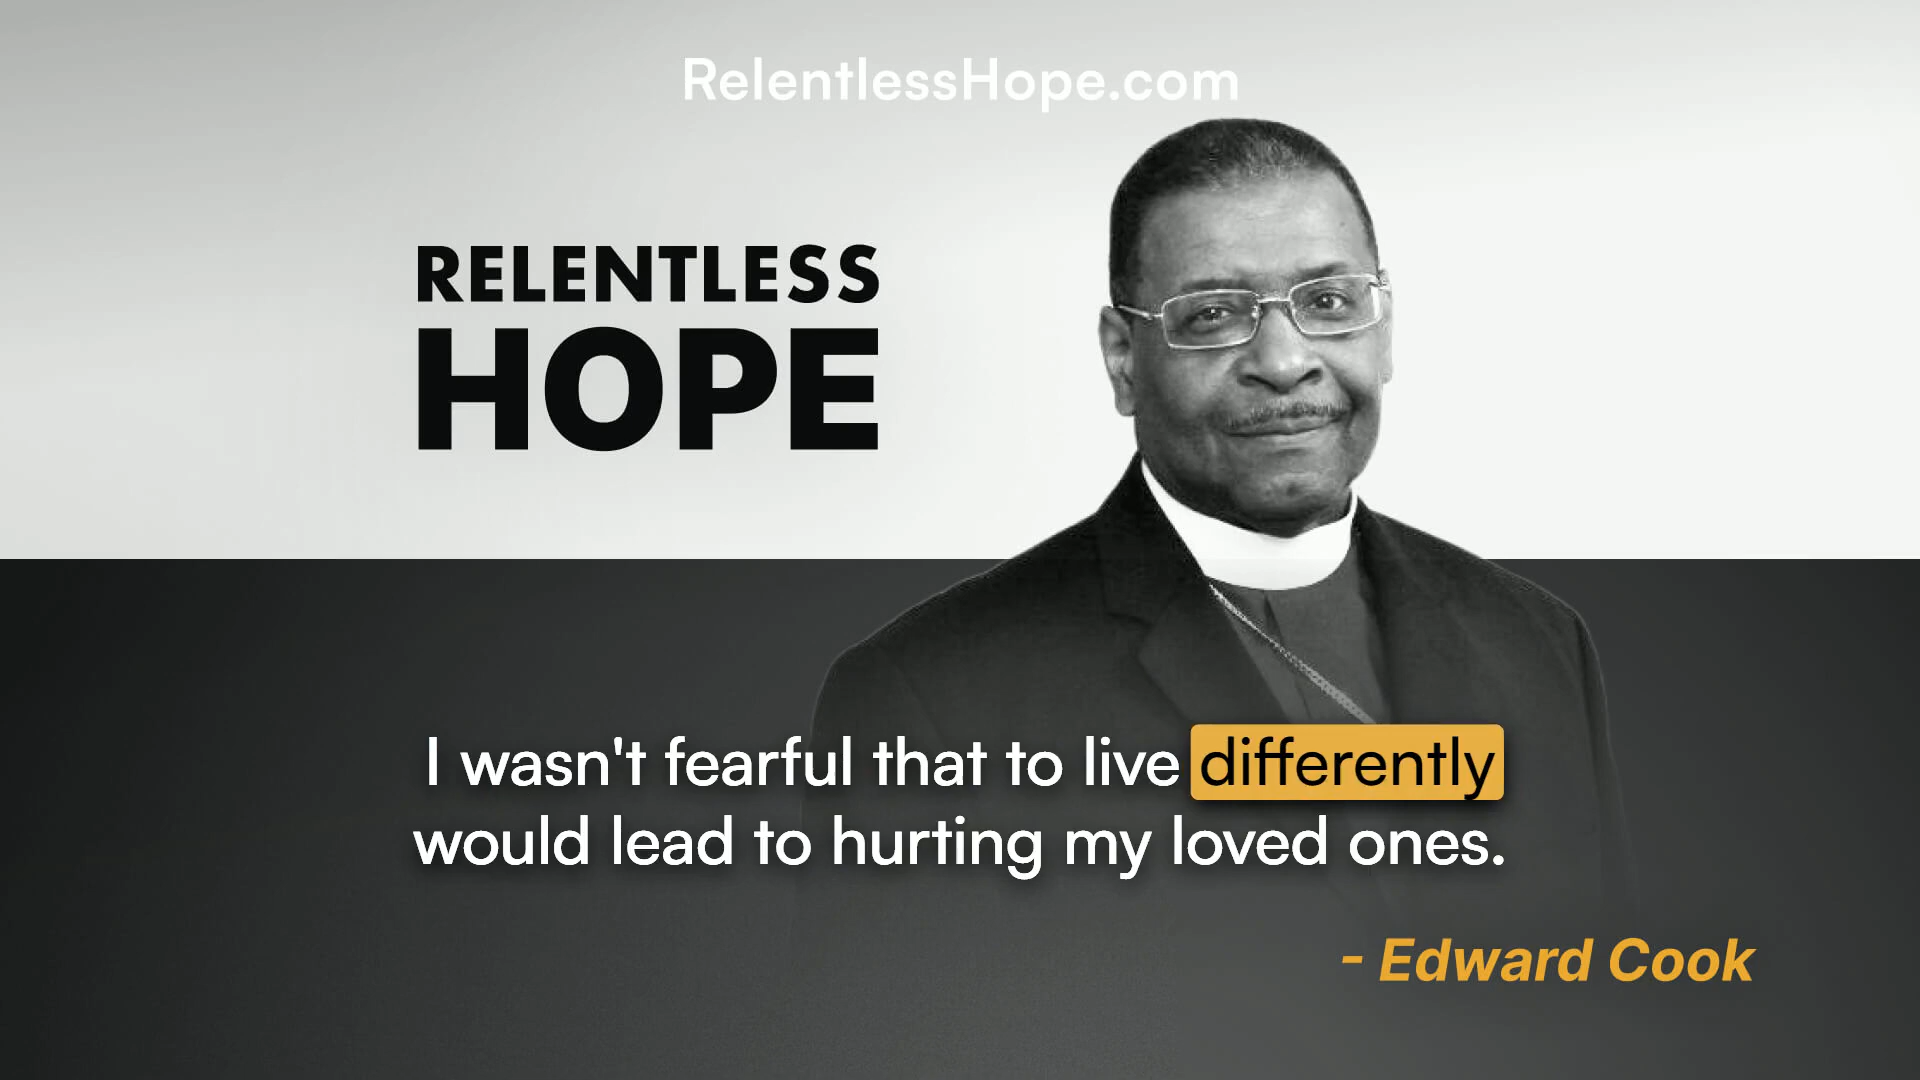 RelentlessHope.com
RELENTLESS
HOPE
I wasn't fearful that to live differently
would lead to hurting my loved ones.
- Edward Cook